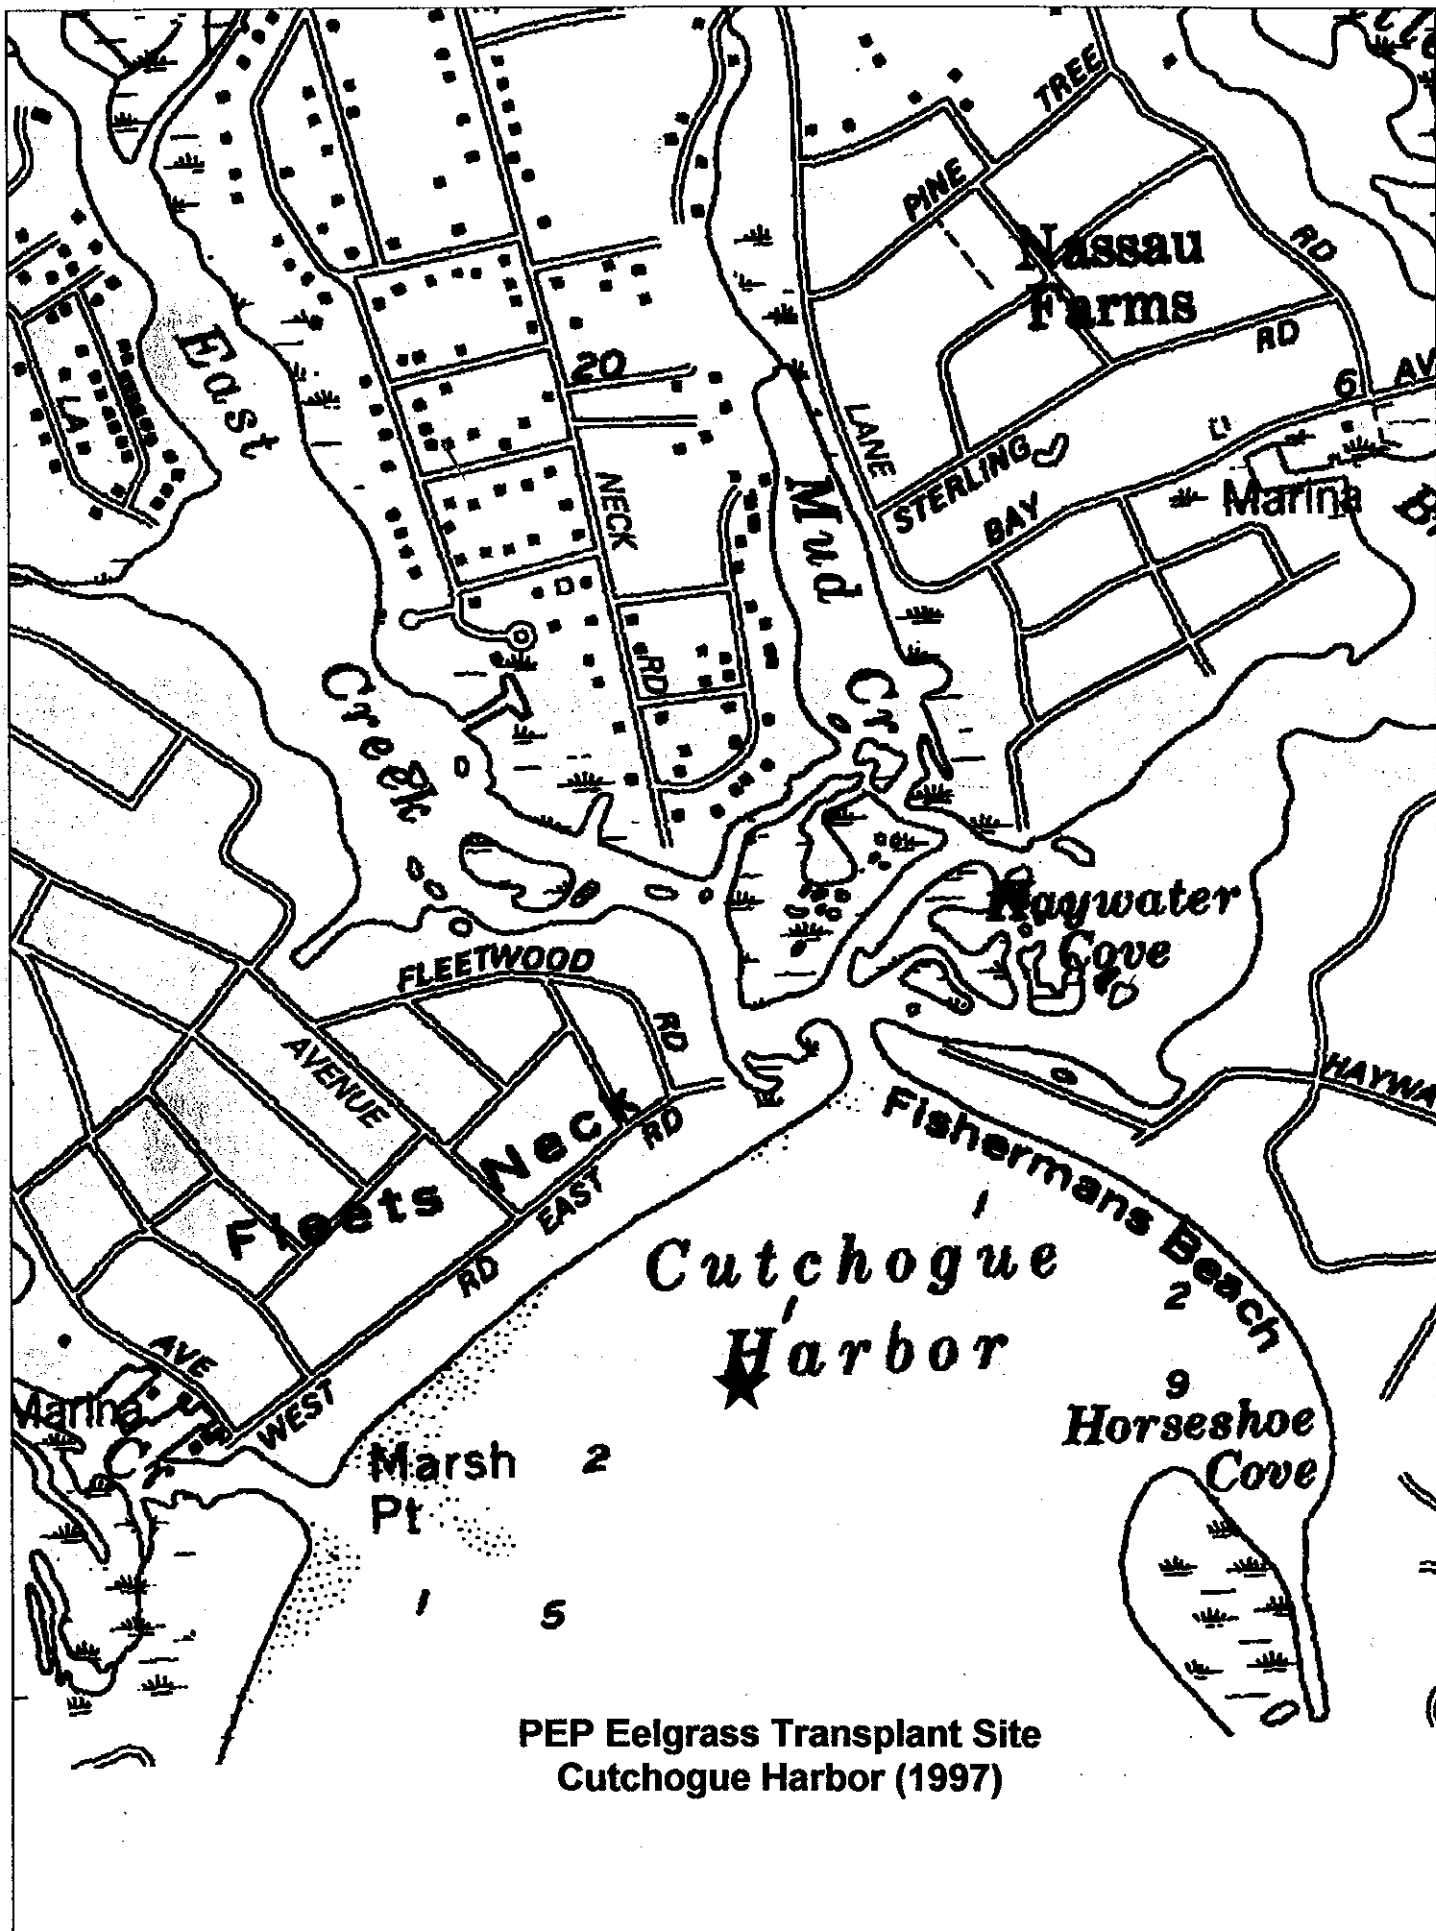 TREE
PINE
Nassau
Farms
RD
RD
6
AV
East
LA
20
LANE
STERLING
BAY
Marina
NECK
Mud
RD
Creek
Cr
Haywater
Cove
FLEETWOOD
RD
AVENUE
HAYWA
Fleets Neck
RD
EAST
RD
Fishermans Beach
1
Cutchogue
Harbor
1
2
9
Horseshoe
Cove
AVE
WEST
Marina
Cr
Marsh
Pt
2
1
5
PEP Eelgrass Transplant Site
Cutchogue Harbor (1997)